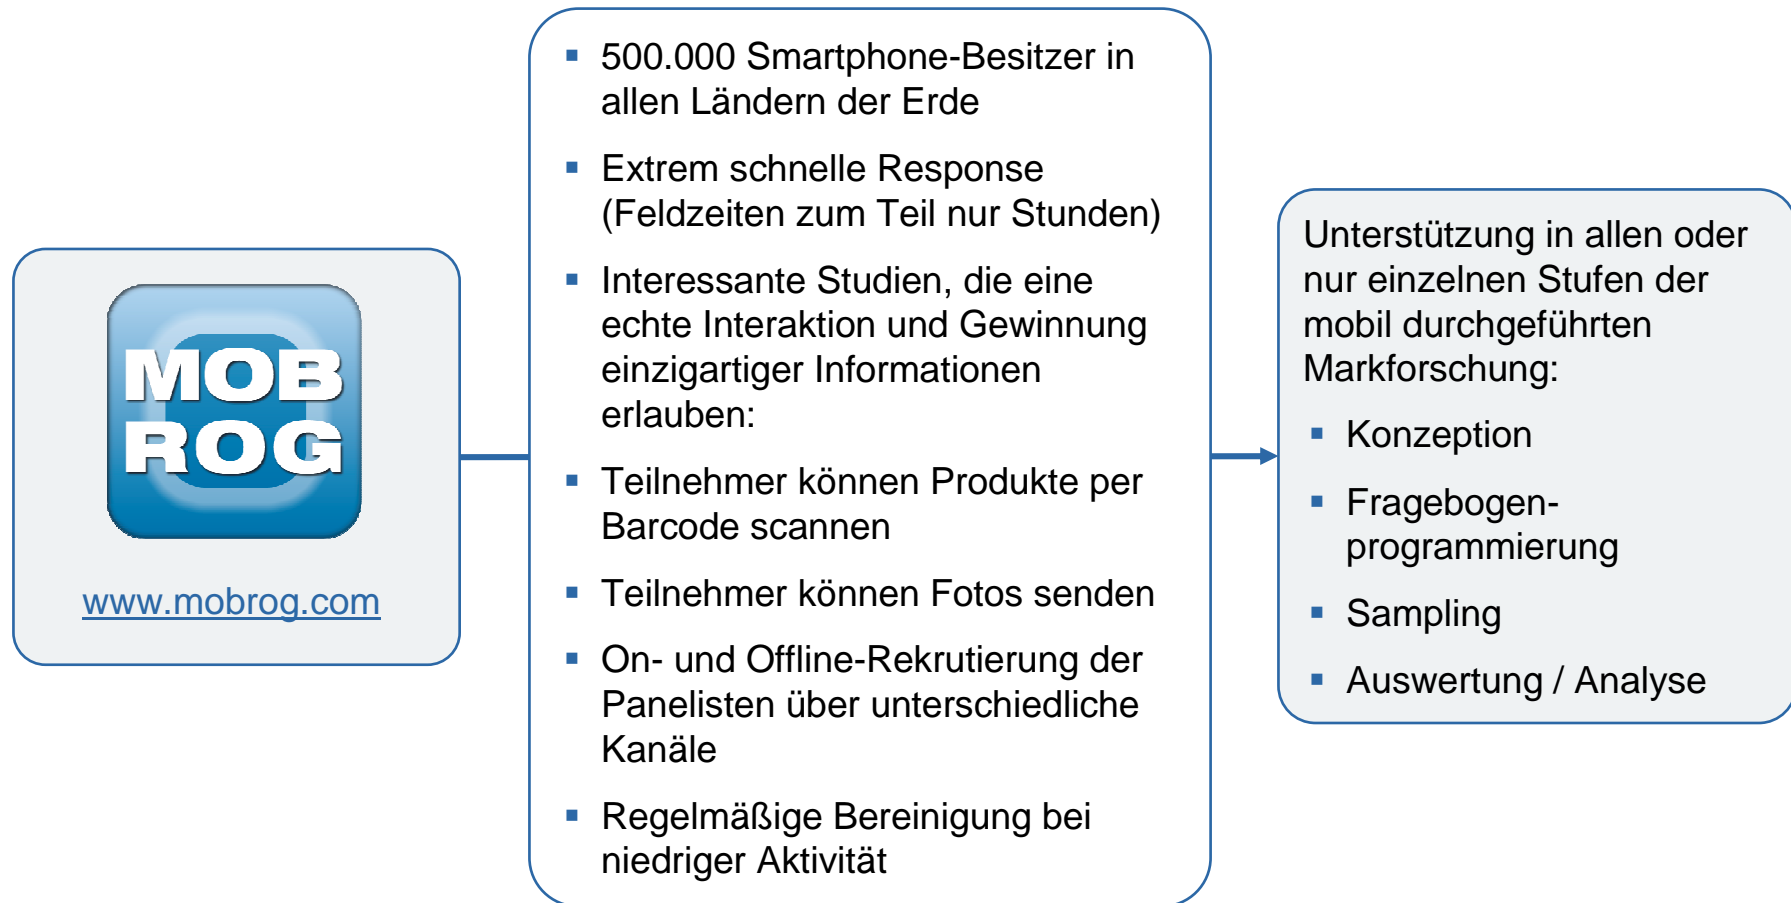 MOB
ROG
www.mobrog.com
▪ 500.000 Smartphone-Besitzer in
allen Ländern der Erde
▪ Extrem schnelle Response
(Feldzeiten zum Teil nur Stunden)
▪ Interessante Studien, die eine
echte Interaktion und Gewinnung
einzigartiger Informationen
erlauben:
▪ Teilnehmer können Produkte per
Barcode scannen
▪ Teilnehmer können Fotos senden
▪ On- und Offline-Rekrutierung der
Panelisten über unterschiedliche
Kanäle
▪ Regelmäßige Bereinigung bei
niedriger Aktivität
Unterstützung in allen oder
nur einzelnen Stufen der
mobil durchgeführten
Markforschung:
▪ Konzeption
▪ Fragebogen-
programmierung
▪ Sampling
▪ Auswertung / Analyse